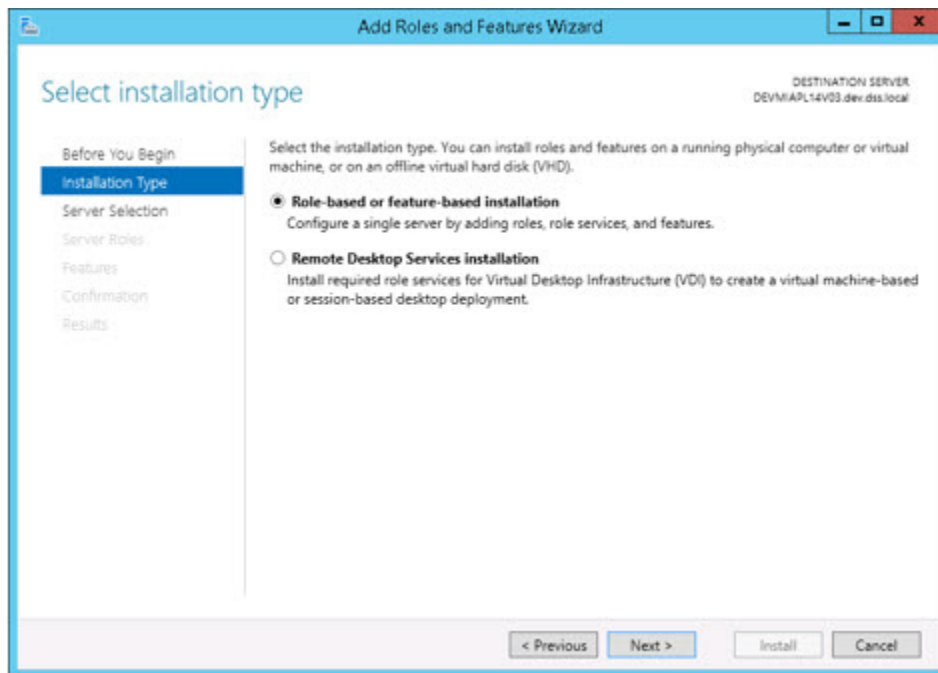 Add Roles and Features Wizard
Select installation type
DESTINATION SERVER
DEVMIAPL14V03.dev.dss.local
Before You Begin
Installation Type
Server Selection
Server Roles
Features
Confirmation
Results
Select the installation type. You can install roles and features on a running physical computer or virtual
machine, or on an offline virtual hard disk (VHD).
Role-based or feature-based installation
Configure a single server by adding roles, role services, and features.
Remote Desktop Services installation
Install required role services for Virtual Desktop Infrastructure (VDI) to create a virtual machine-based
or session-based desktop deployment.
< Previous
Next >
Install
Cancel